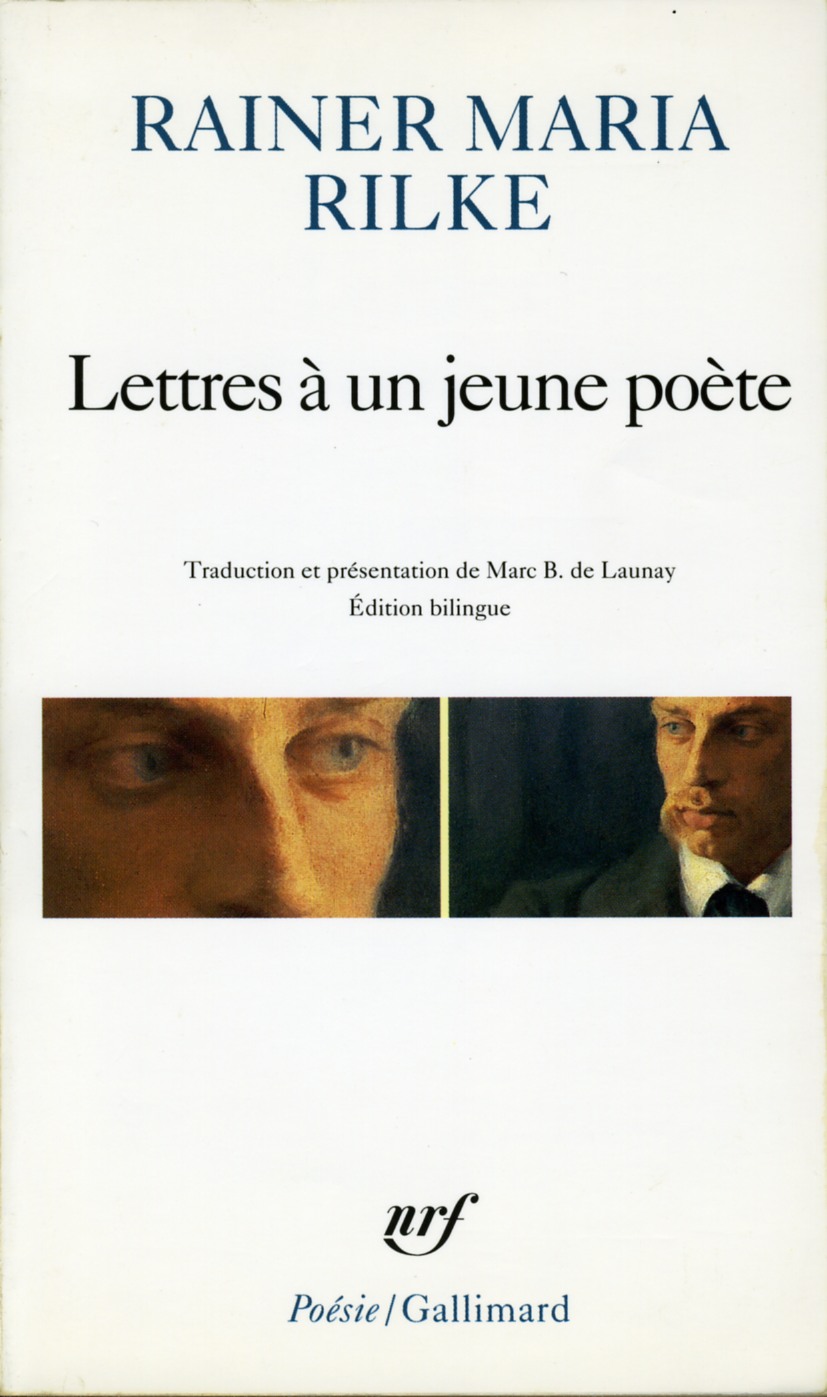 RAINER MARIA
RILKE
Lettres à un jeune poète
Traduction et présentation de Marc B. de Launay
Édition bilingue
nrf
Poésie / Gallimard